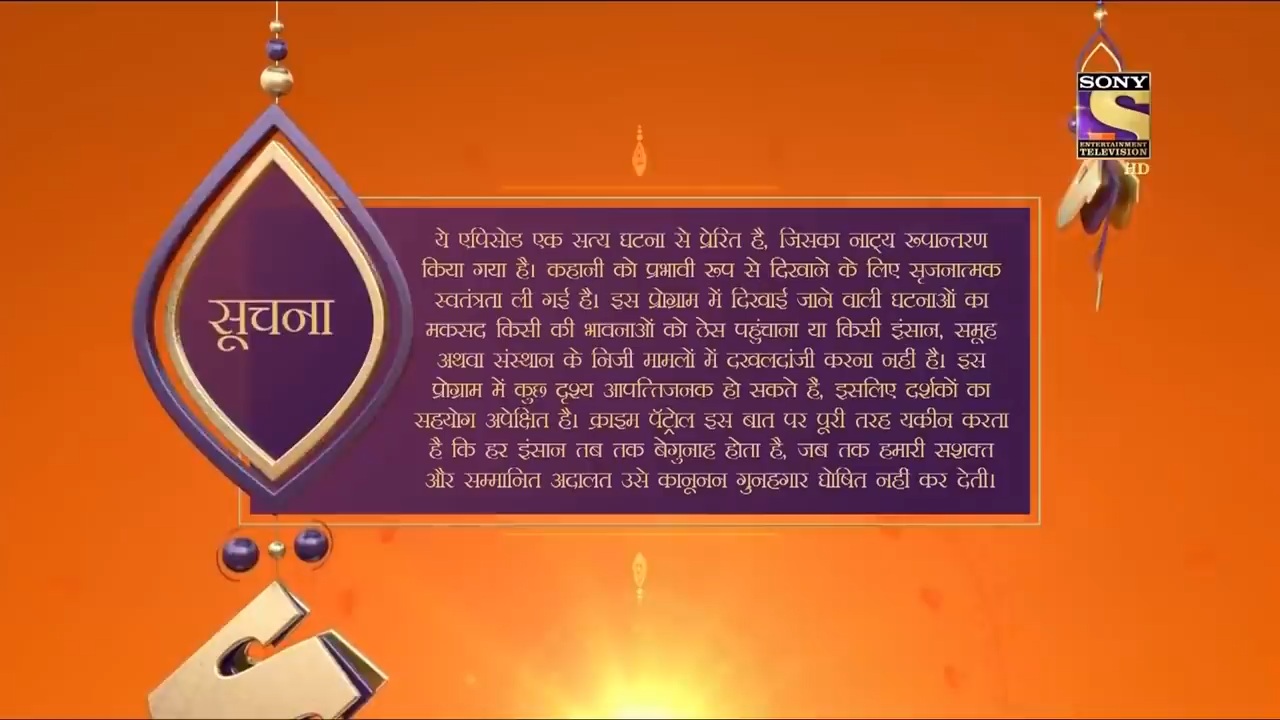 SONY
ENTERTAINMENT
TELEVISION
HD
सूचना
ये एपिसोड एक सत्य घटना से प्रेरित है, जिसका नाट्य रूपान्तरण
किया गया है। कहानी को प्रभावी रूप से दिखाने के लिए सृजनात्मक
स्वतंत्रता ली गई है। इस प्रोग्राम में दिखाई जाने वाली घटनाओं का
मकसद किसी की भावनाओं को ठेस पहुंचाना या किसी इंसान, समूह
अथवा संस्थान के निजी मामलों में दखलदांजी करना नहीं है। इस
प्रोग्राम में कुछ दृश्य आपत्तिजनक हो सकते है, इसलिए दर्शकों का
सहयोग अपेक्षित है। क्राइम पॅट्रोल इस बात पर पूरी तरह यकीन करता
है कि हर इंसान तब तक बेगुनाह होता है, जब तक हमारी सशक्त
और सम्मानित अदालत उसे कानूनन गुनहगार घोषित नहीं कर देती।